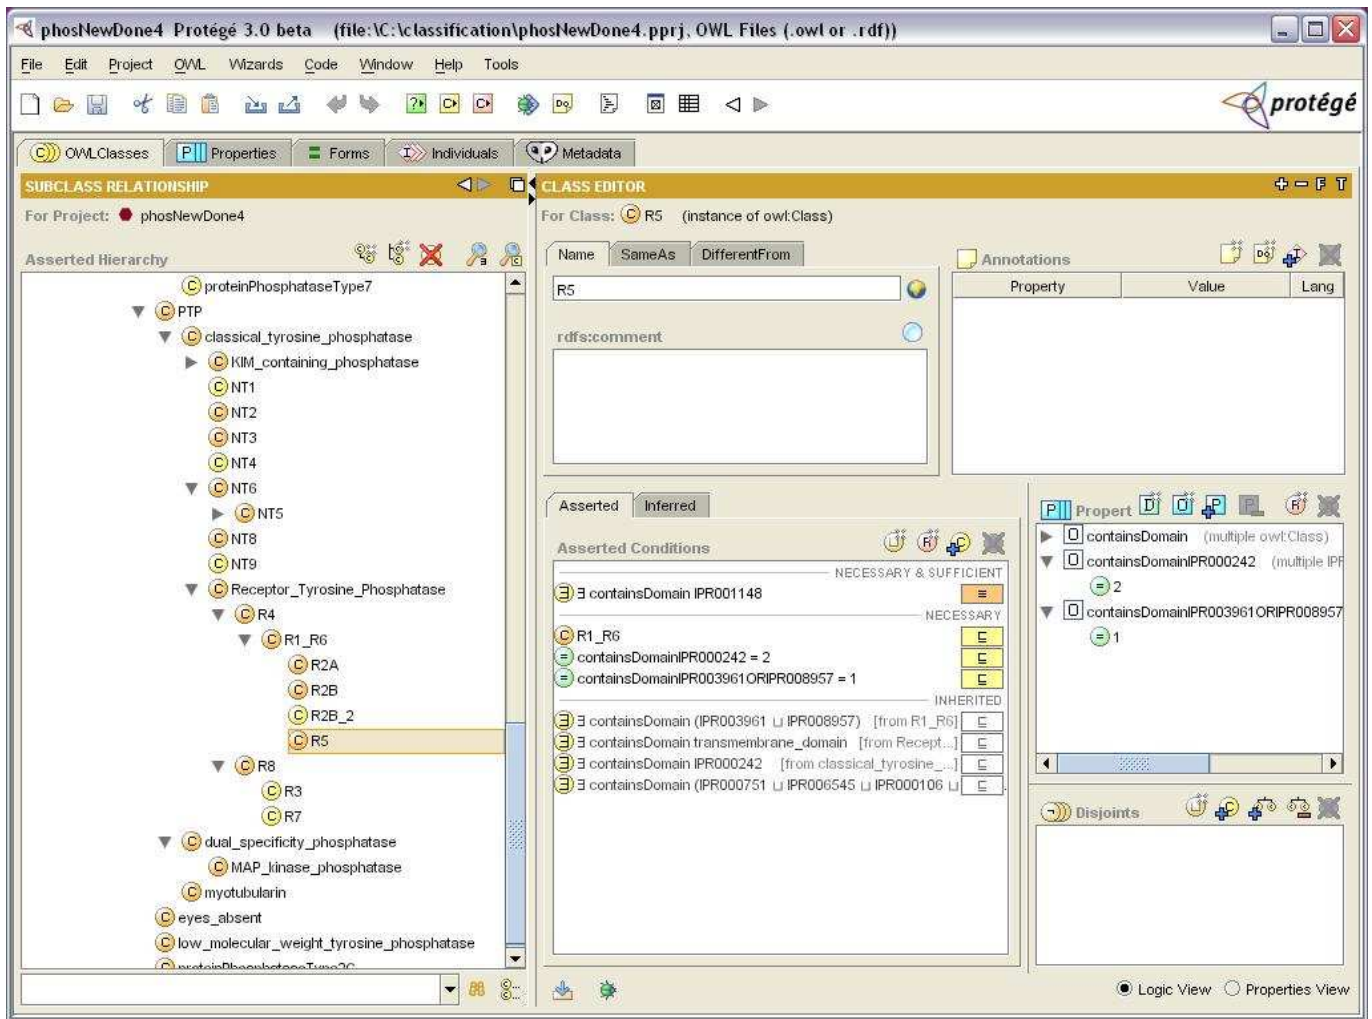 phosNewDone4 Protégé 3.0 beta (file:\C:\classification\phosNewDone4.pprj, OWL Files (.owl or .rdf))
File Edit Project OWL Wizards Code Window Help Tools
protégé
OWLClasses Properties Forms Individuals Metadata
SUBCLASS RELATIONSHIP
For Project: phosNewDone4
Asserted Hierarchy
proteinPhosphataseType7
PTP
classical_tyrosine_phosphatase
KIM_containing_phosphatase
NT1
NT2
NT3
NT4
NT6
NT5
NT8
NT9
Receptor_Tyrosine_Phosphatase
R4
R1_R6
R2A
R2B
R2B_2
R5
R8
R3
R7
dual_specificity_phosphatase
MAP_kinase_phosphatase
myotubularin
eyes_absent
low_molecular_weight_tyrosine_phosphatase
CLASS EDITOR
For Class: R5 (instance of owl:Class)
Name SameAs DifferentFrom
R5
rdfs:comment
Annotations
Property Value Lang
Asserted Inferred
Asserted Conditions
NECESSARY & SUFFICIENT
∃ containsDomain IPR001148
≡
NECESSARY
R1_R6 ⊑
containsDomainIPR000242 = 2 ⊑
containsDomainIPR003961ORIPR008957 = 1 ⊑
INHERITED
∃ containsDomain (IPR003961 ⊔ IPR008957) [from R1_R6] ⊑
∃ containsDomain transmembrane_domain [from Recept...] ⊑
∃ containsDomain IPR000242 [from classical_tyrosine_...] ⊑
∃ containsDomain (IPR000751 ⊔ IPR006545 ⊔ IPR000106 ⊔ ⊑
Propert
containsDomain (multiple owl:Class)
containsDomainIPR000242 (multiple IPR
= 2
containsDomainIPR003961ORIPR008957
= 1
Disjoints
Logic View Properties View